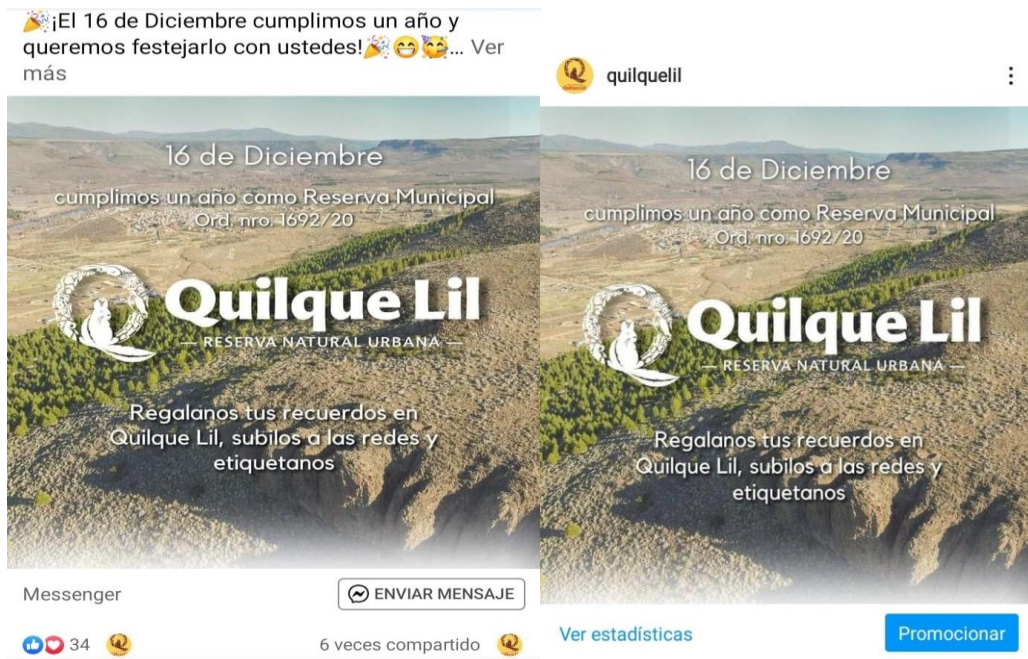 🎉¡El 16 de Diciembre cumplimos un año y
queremos festejarlo con ustedes!🎉😁🥳... Ver
más
16 de Diciembre
cumplimos un año como Reserva Municipal
Ord. nro. 1692/20
Quilque Lil
— RESERVA NATURAL URBANA —
Regalanos tus recuerdos en
Quilque Lil, subilos a las redes y
etiquetanos
Messenger
ENVIAR MENSAJE
34
6 veces compartido
quilquelil
16 de Diciembre
cumplimos un año como Reserva Municipal
Ord. nro. 1692/20
Quilque Lil
— RESERVA NATURAL URBANA —
Regalanos tus recuerdos en
Quilque Lil, subilos a las redes y
etiquetanos
Ver estadísticas
Promocionar